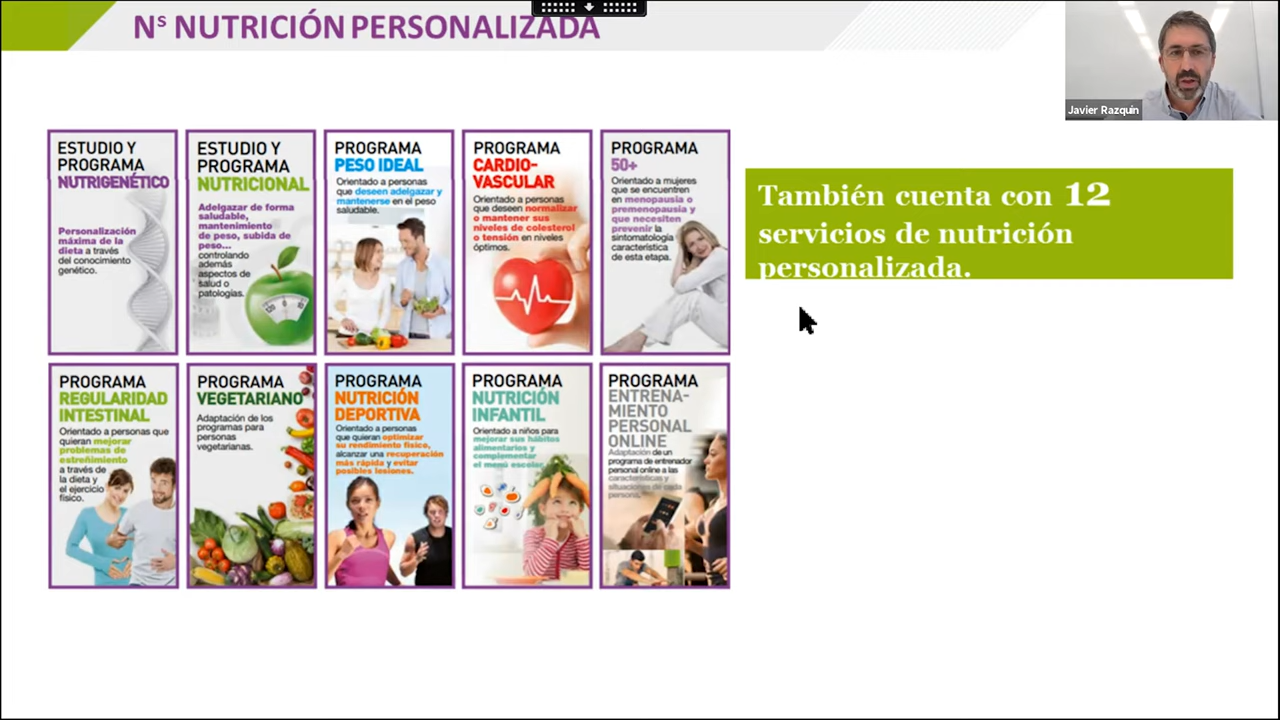 Nˢ NUTRICIÓN PERSONALIZADA
Javier Razquin
ESTUDIO Y
PROGRAMA
NUTRIGENÉTICO
Personalización
máxima de la
dieta a través
del conocimiento
genético.
ESTUDIO Y
PROGRAMA
NUTRICIONAL
Adelgazar de forma
saludable,
mantenimiento
de peso, subida de
peso...
controlando
además
aspectos de
salud o
patologías.
PROGRAMA
PESO IDEAL
Orientado a personas
que deseen adelgazar y
mantenerse en el peso
saludable.
PROGRAMA
CARDIO-
VASCULAR
Orientado a personas
que deseen normalizar
o mantener sus
niveles de colesterol
o tensión en niveles
óptimos.
PROGRAMA
50+
Orientado a mujeres
que se encuentren
en menopausia o
premenopausia y
que necesiten
prevenir la
sintomatología
característica
de esta etapa.
También cuenta con 12
servicios de nutrición
personalizada.
PROGRAMA
REGULARIDAD
INTESTINAL
Orientado a personas que
quieran mejorar
problemas de
estreñimiento
a través de
la dieta y
el ejercicio
físico.
PROGRAMA
VEGETARIANO
Adaptación de los
programas para
personas
vegetarianas.
PROGRAMA
NUTRICIÓN
DEPORTIVA
Orientado a personas
que quieran optimizar
su rendimiento físico,
alcanzar una recuperación
más rápida y evitar
posibles lesiones.
PROGRAMA
NUTRICIÓN
INFANTIL
Orientado a niños para
mejorar sus hábitos
alimentarios y
complementar
el menú escolar.
PROGRAMA
ENTRENA-
MIENTO
PERSONAL
ONLINE
Adaptación de un
programa de entrenador
personal online a las
características y
situaciones de cada
persona.